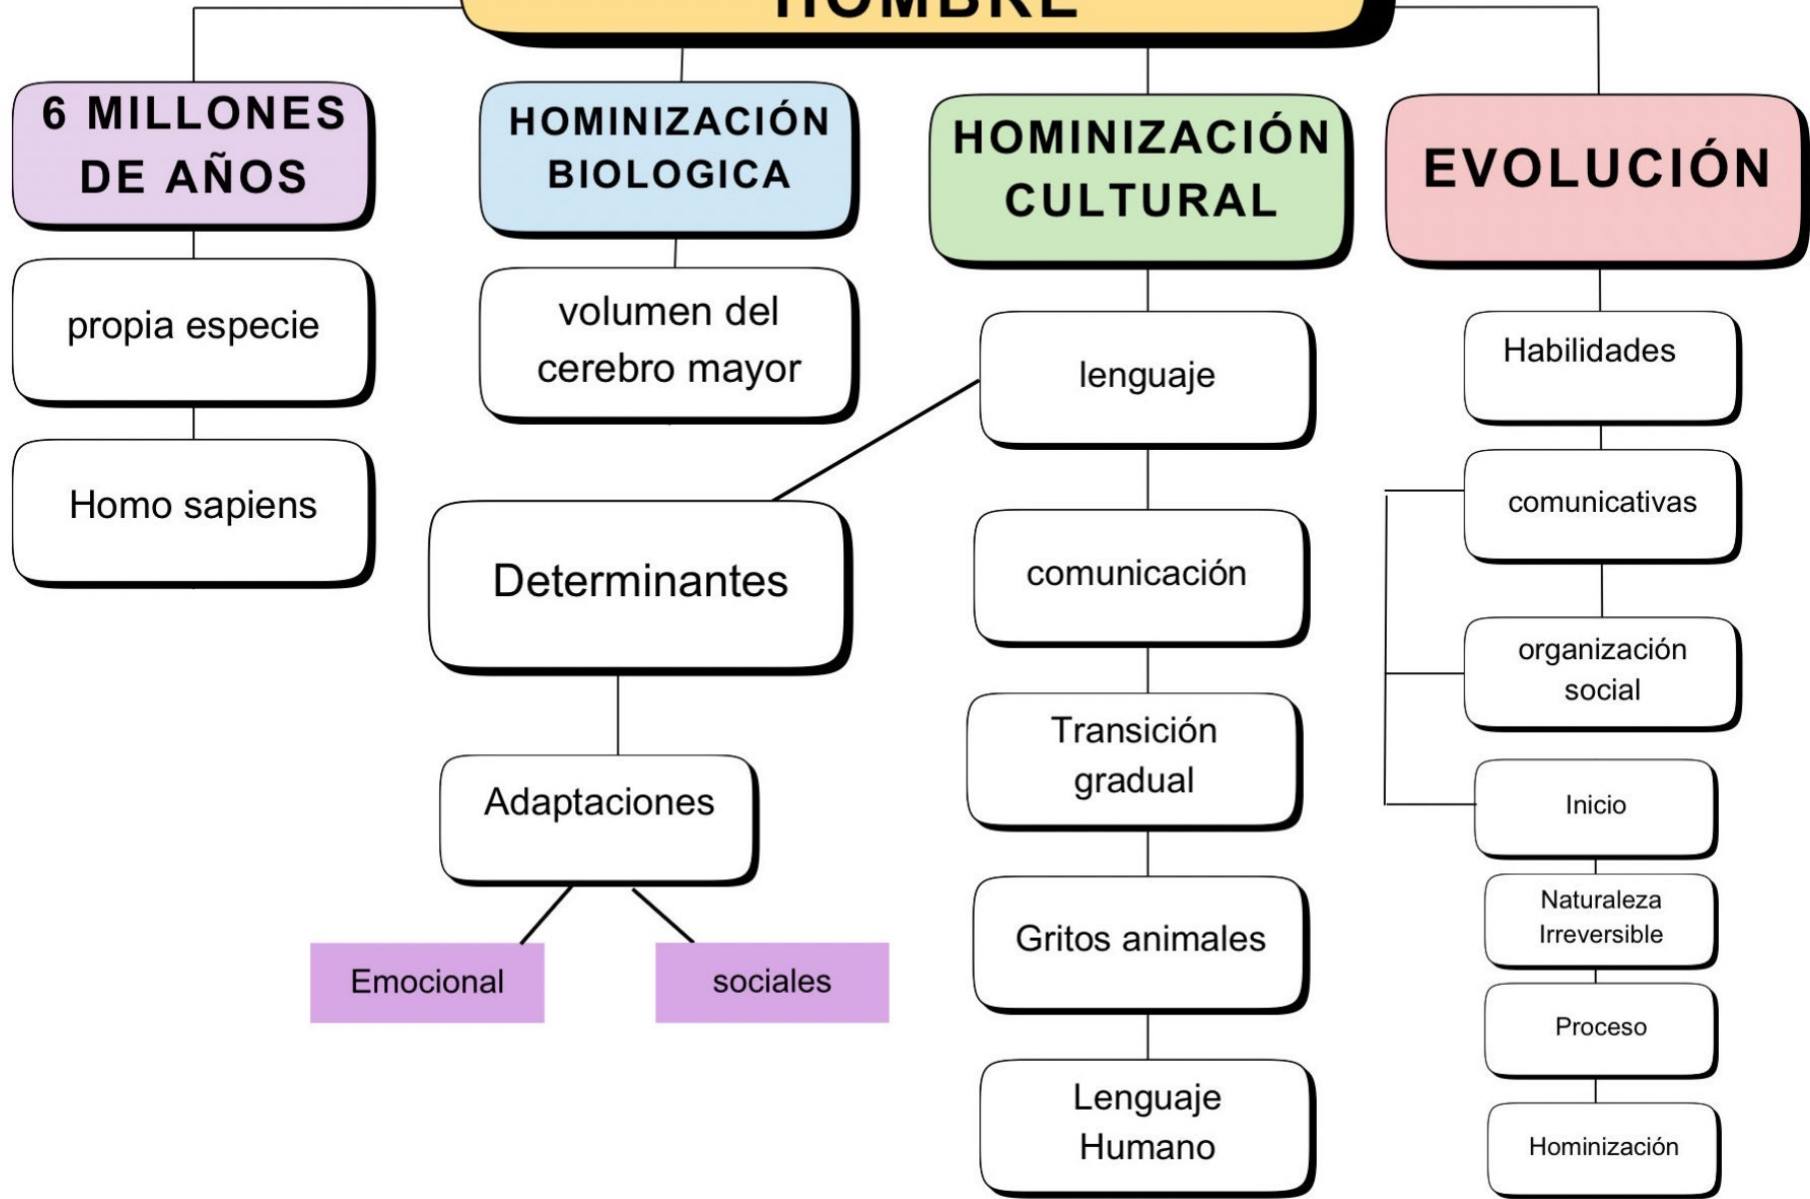 HOMBRE
6 MILLONES
DE AÑOS
propia especie
Homo sapiens
HOMINIZACIÓN
BIOLOGICA
volumen del
cerebro mayor
HOMINIZACIÓN
CULTURAL
lenguaje
Determinantes
Adaptaciones
Emocional
sociales
comunicación
Transición
gradual
Gritos animales
Lenguaje
Humano
EVOLUCIÓN
Habilidades
comunicativas
organización
social
Inicio
Naturaleza
Irreversible
Proceso
Hominización